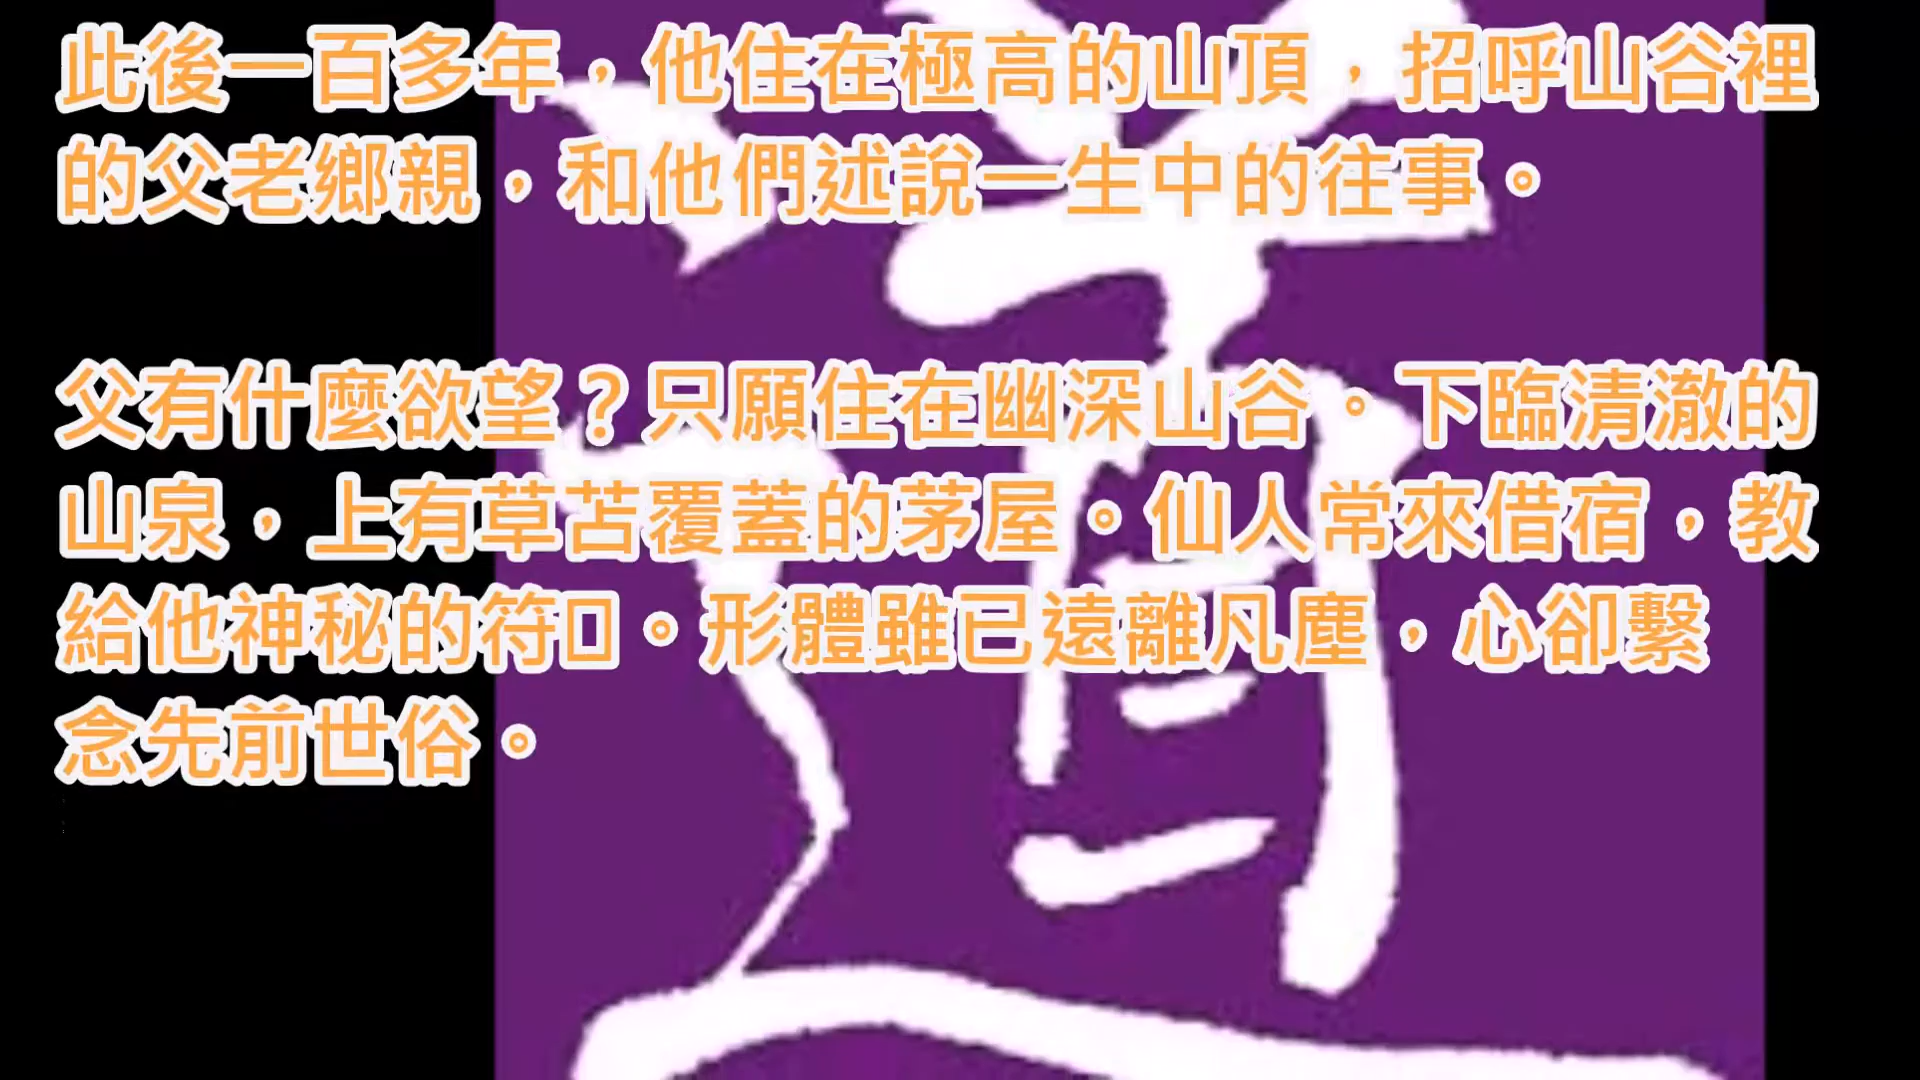 此後一百多年，他住在極高的山頂，招呼山谷裡
的父老鄉親，和他們述說一生中的往事。
父有什麼欲望？只願住在幽深山谷。下臨清澈的
山泉，上有草苫覆蓋的茅屋。仙人常來借宿，教
給他神秘的符▯。形體雖已遠離凡塵，心卻繫
念先前世俗。
道